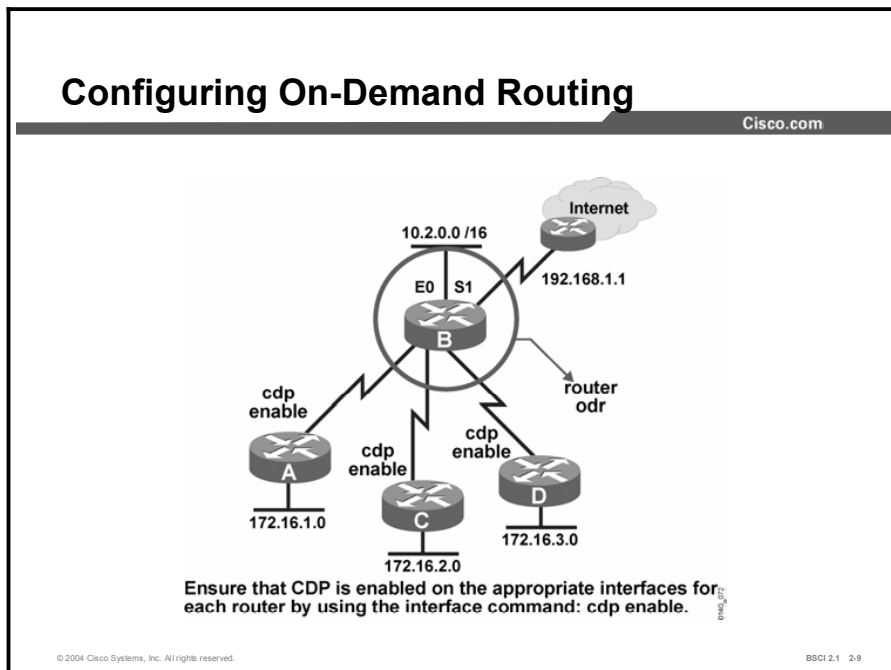 Configuring On-Demand Routing
Cisco.com
Internet
10.2.0.0 /16
192.168.1.1
E0 S1
B
router
odr
cdp
enable
cdp
enable
cdp
enable
A
C
D
172.16.1.0
172.16.2.0
172.16.3.0
Ensure that CDP is enabled on the appropriate interfaces for
each router by using the interface command: cdp enable.
© 2004 Cisco Systems, Inc. All rights reserved.
BSCI 2.1 2-9